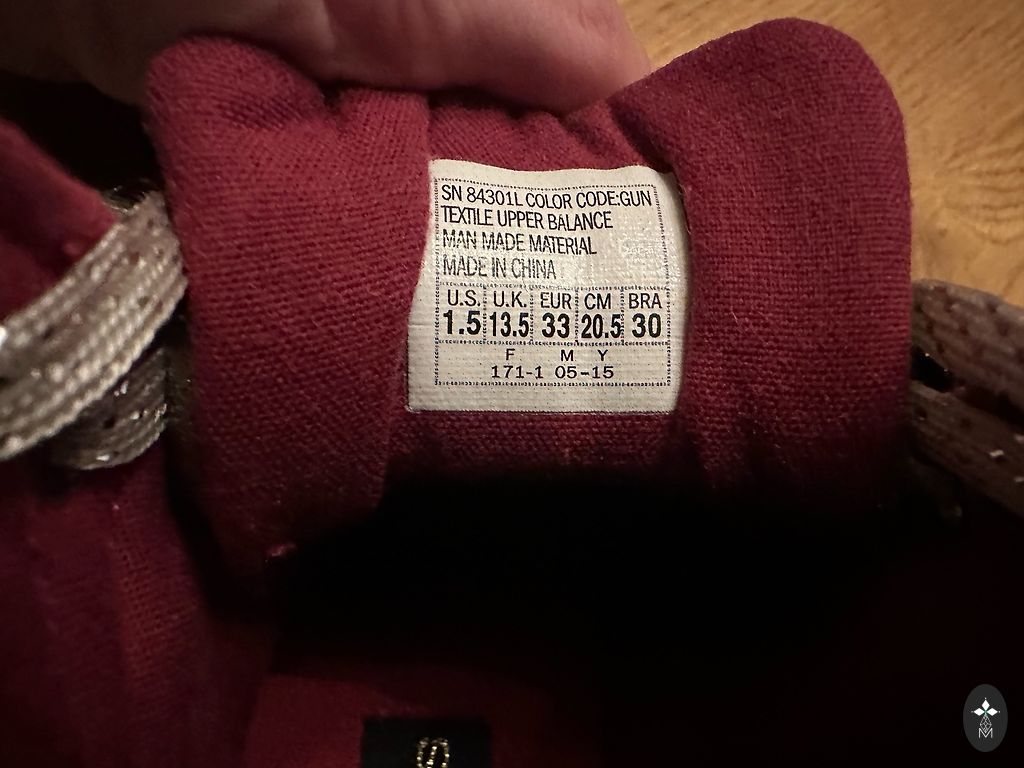 SN 84301L COLOR CODE:GUN
TEXTILE UPPER BALANCE
MAN MADE MATERIAL
MADE IN CHINA
U.S. U.K. EUR CM BRA
1.5 13.5 33 20.5 30
F M Y
171-1 05-15
S
M